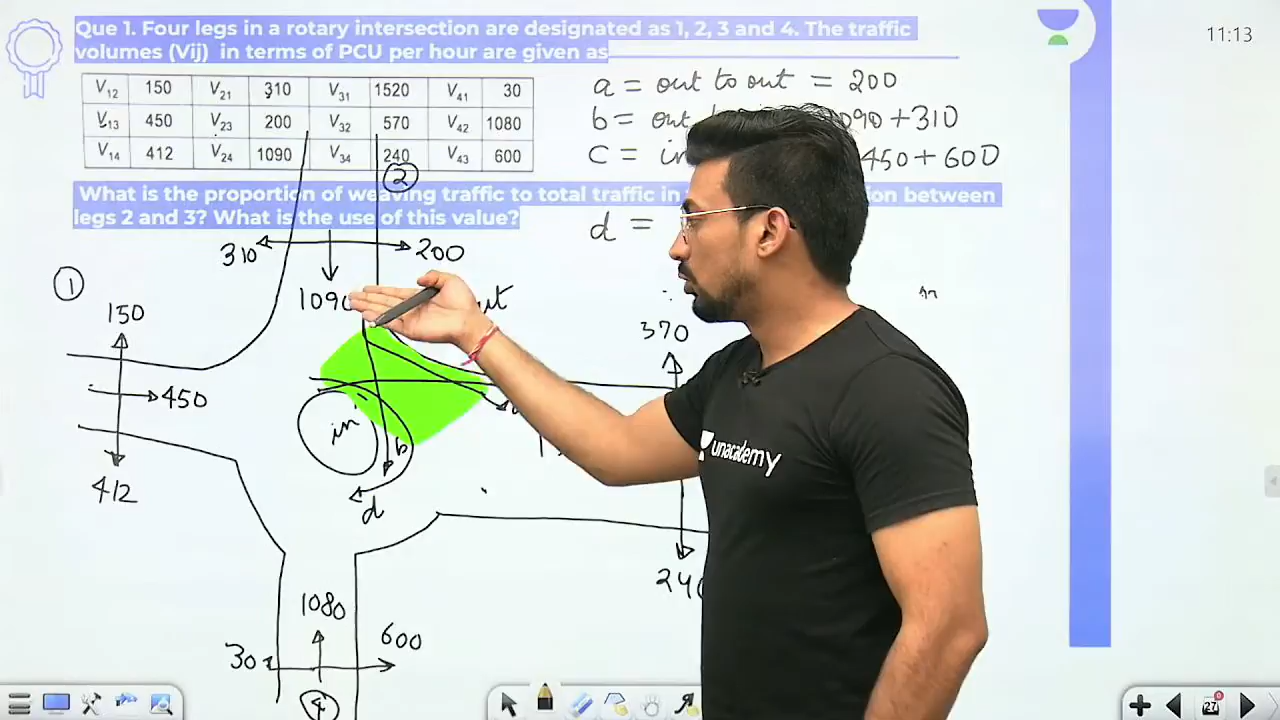 Que 1. Four legs in a rotary intersection are designated as 1, 2, 3 and 4. The traffic
volumes (Vij) in terms of PCU per hour are given as
11:13
V12 150 V21 310 V31 1520 V41 30
V13 450 V23 200 V32 570 V42 1080
V14 412 V24 1090 V34 240 V43 600
a = out to out = 200
b = out 1090 + 310
c = in 450 + 600
d =
What is the proportion of weaving traffic to total traffic in
legs 2 and 3? What is the use of this value?
between
2
310
200
1090
1
150
450
412
370
in
b
d
240
1080
30
600
4
unacademy
27